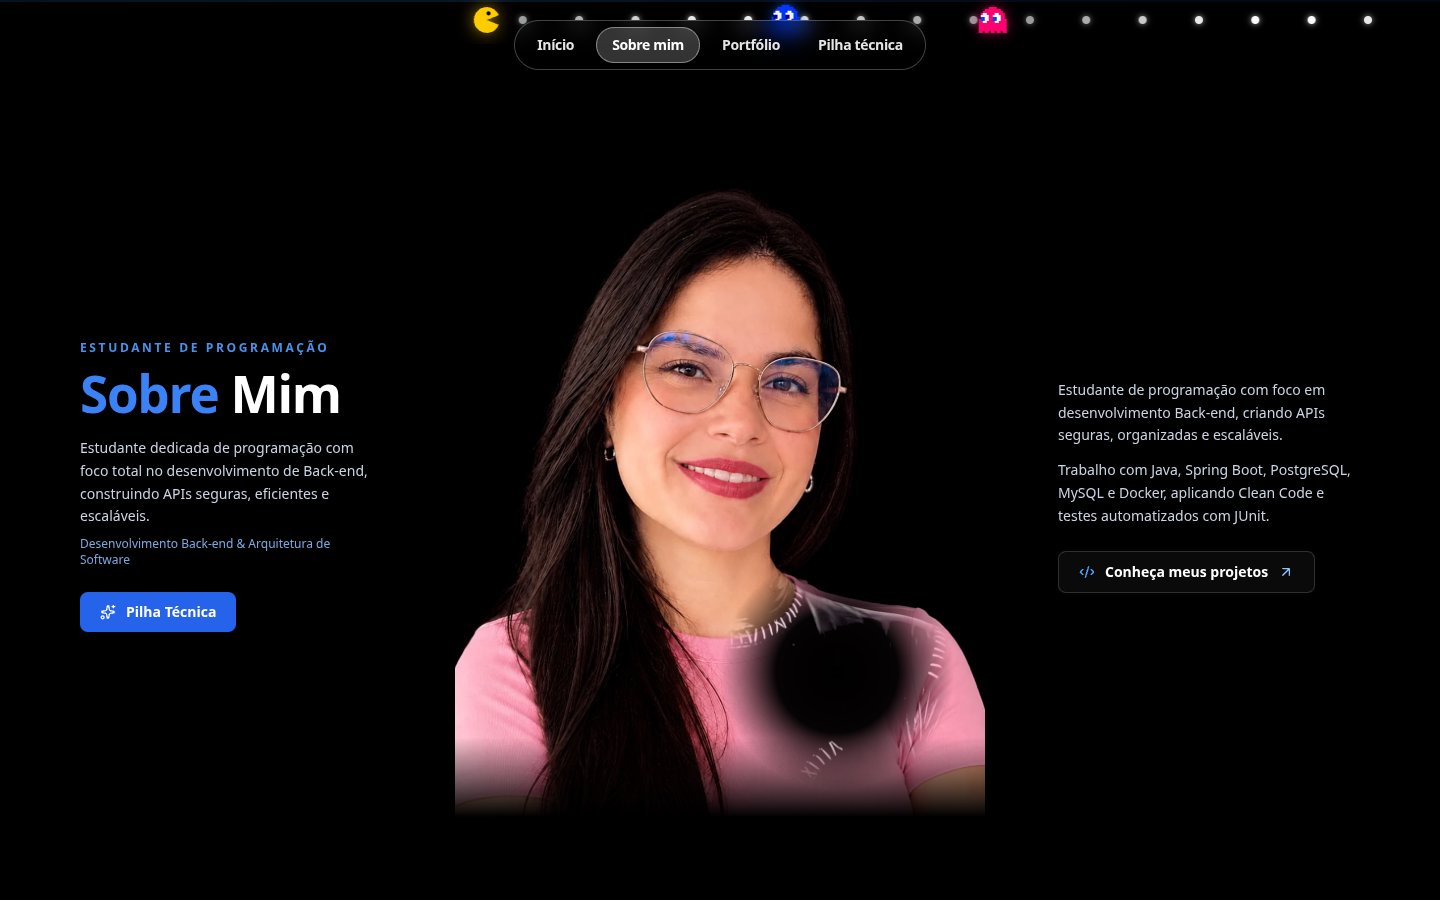 Início
Sobre mim
Portfólio
Pilha técnica
ESTUDANTE DE PROGRAMAÇÃO
Sobre Mim
Estudante dedicada de programação com
foco total no desenvolvimento de Back-end,
construindo APIs seguras, eficientes e
escaláveis.
Desenvolvimento Back-end & Arquitetura de
Software
Pilha Técnica
Estudante de programação com foco em
desenvolvimento Back-end, criando APIs
seguras, organizadas e escaláveis.
Trabalho com Java, Spring Boot, PostgreSQL,
MySQL e Docker, aplicando Clean Code e
testes automatizados com JUnit.
Conheça meus projetos